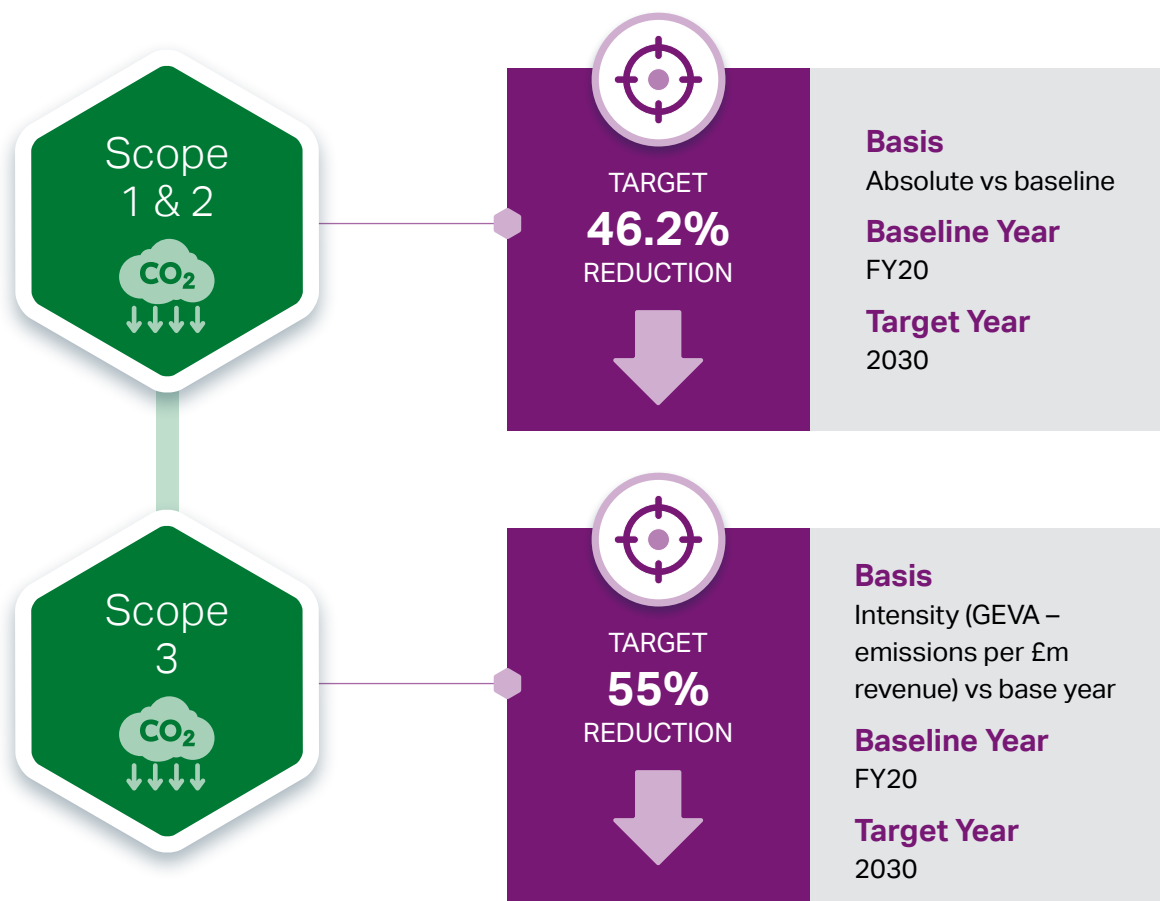 Scope
1 & 2
CO₂
TARGET
46.2%
REDUCTION
Basis
Absolute vs baseline
Baseline Year
FY20
Target Year
2030
Scope
3
CO₂
TARGET
55%
REDUCTION
Basis
Intensity (GEVA –
emissions per £m
revenue) vs base year
Baseline Year
FY20
Target Year
2030